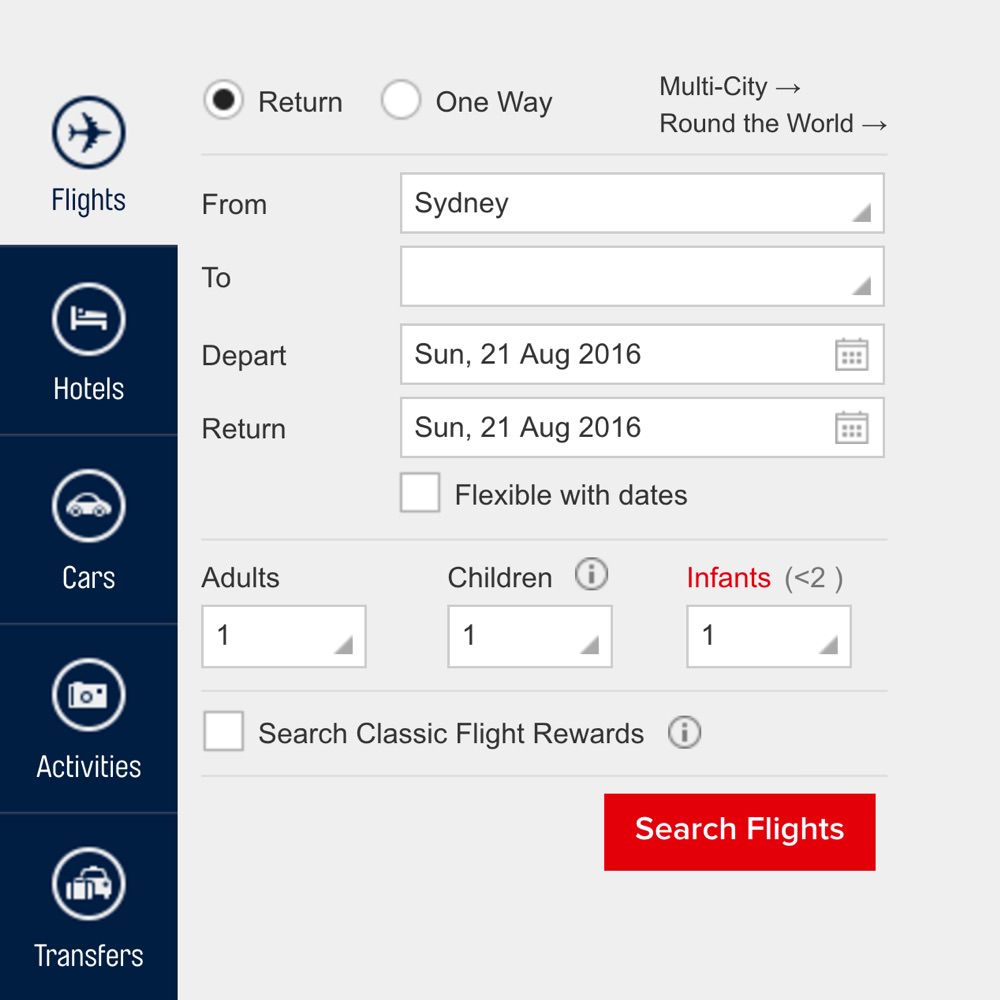 Flights
Hotels
Cars
Activities
Transfers
Return One Way
Multi-City →
Round the World →
From Sydney
To
Depart Sun, 21 Aug 2016
Return Sun, 21 Aug 2016
Flexible with dates
Adults Children i Infants (<2 )
1 1 1
Search Classic Flight Rewards i
Search Flights